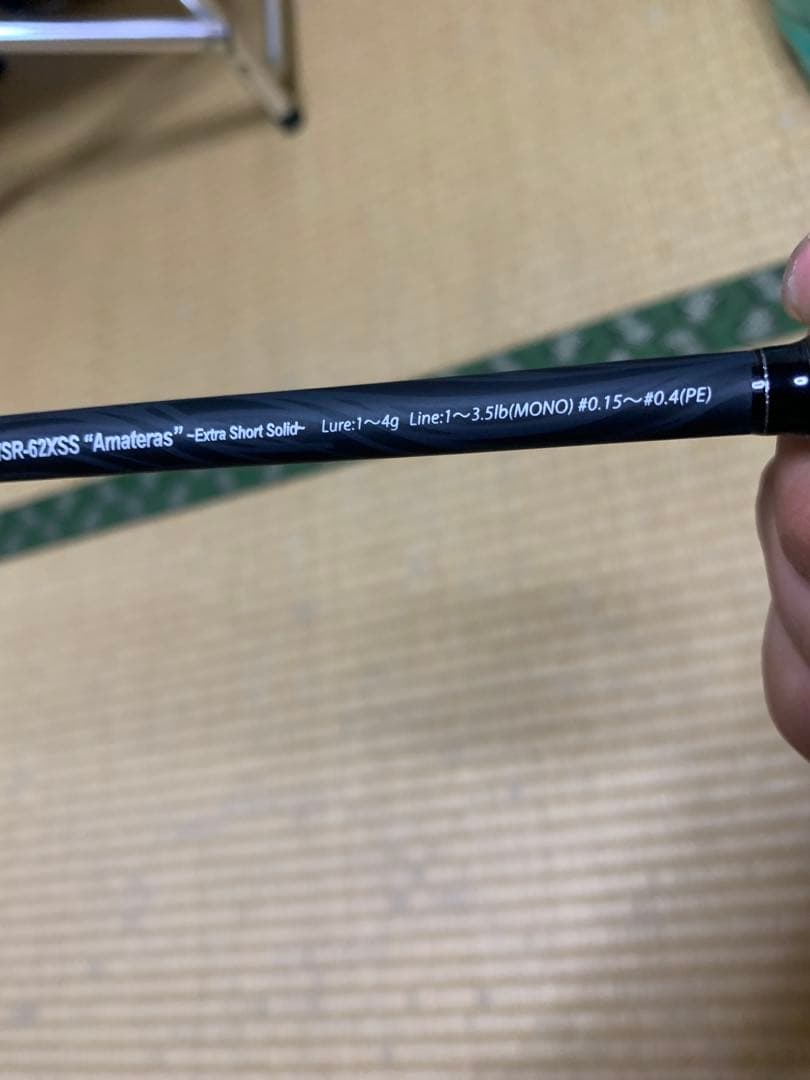 SR-62XSS “Amateras” ~Extra Short Solid~ Lure:1～4g Line:1～3.5lb(MONO) #0.15～#0.4(PE)